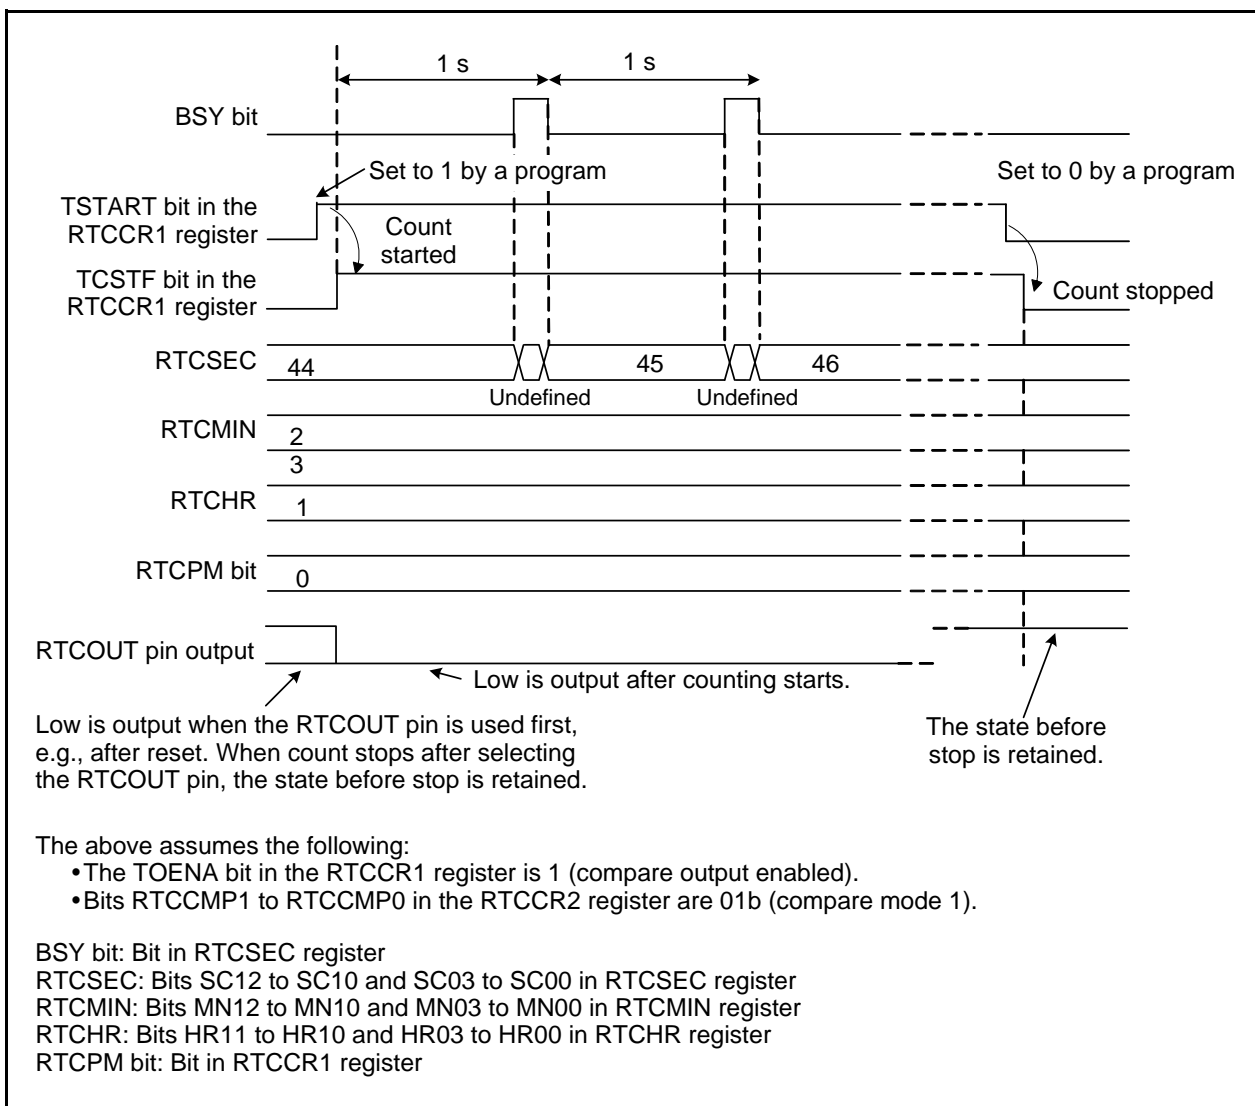 1 s
1 s
BSY bit
Set to 1 by a program
Set to 0 by a program
TSTART bit in the
RTCCR1 register
Count
started
TCSTF bit in the
RTCCR1 register
Count stopped
RTCSEC
44
45
46
Undefined
Undefined
RTCMIN
2
3
RTCHR
1
RTCPM bit
0
RTCOUT pin output
Low is output after counting starts.
Low is output when the RTCOUT pin is used first,
e.g., after reset. When count stops after selecting
the RTCOUT pin, the state before stop is retained.
The state before
stop is retained.
The above assumes the following:
•The TOENA bit in the RTCCR1 register is 1 (compare output enabled).
•Bits RTCCMP1 to RTCCMP0 in the RTCCR2 register are 01b (compare mode 1).
BSY bit: Bit in RTCSEC register
RTCSEC: Bits SC12 to SC10 and SC03 to SC00 in RTCSEC register
RTCMIN: Bits MN12 to MN10 and MN03 to MN00 in RTCMIN register
RTCHR: Bits HR11 to HR10 and HR03 to HR00 in RTCHR register
RTCPM bit: Bit in RTCCR1 register